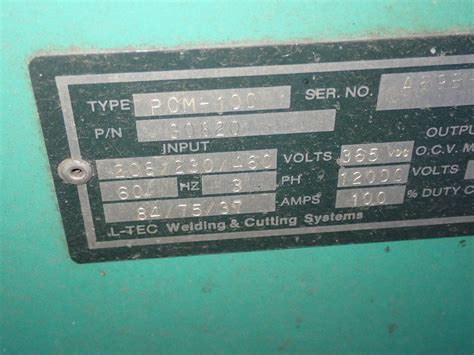 TYPE PCM-100 SER. NO.
P/N 30820
INPUT OUTPU
208/230/460 VOLTS 365 VDC O.C.V. M
60/ HZ 3 PH 12000 VOLTS
84/75/37 AMPS 100 % DUTY C
L-TEC Welding & Cutting Systems